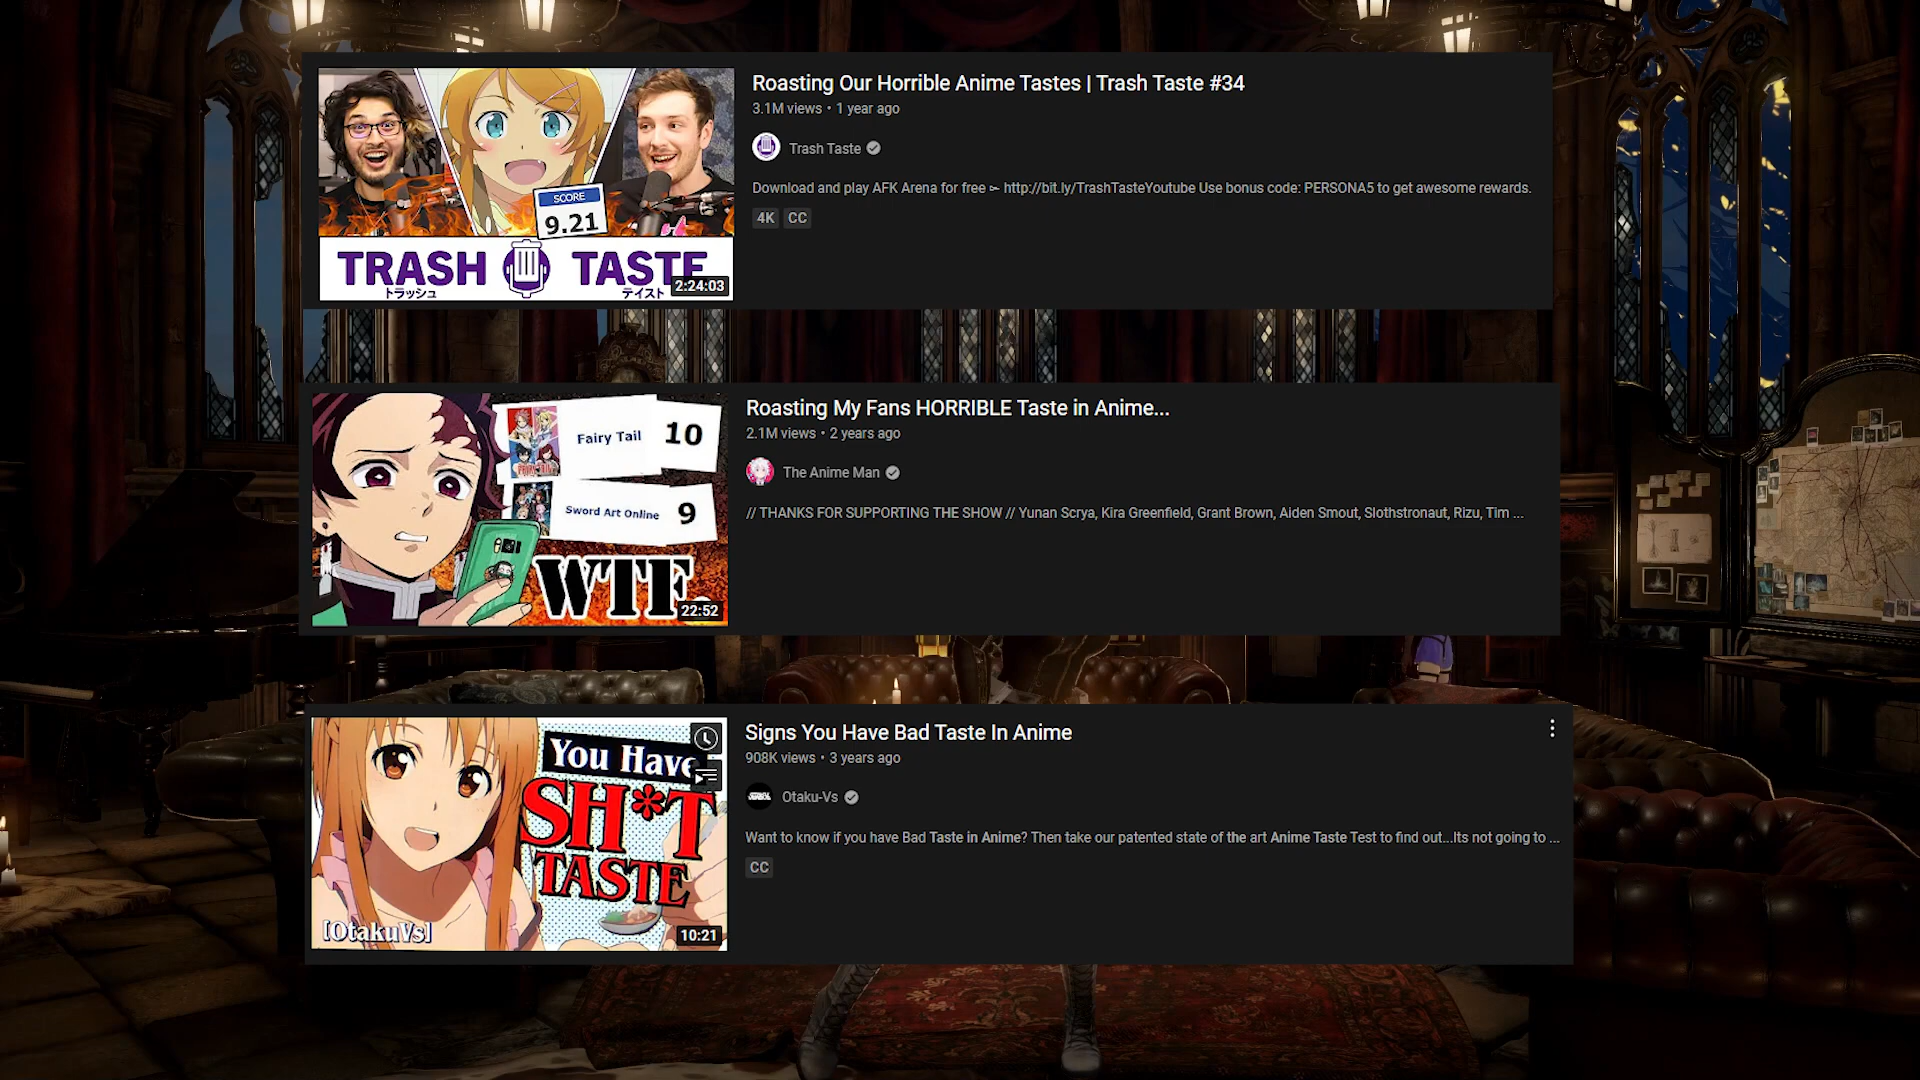 Roasting Our Horrible Anime Tastes | Trash Taste #34
3.1M views • 1 year ago
Trash Taste
Download and play AFK Arena for free ➳ http://bit.ly/TrashTasteYoutube Use bonus code: PERSONA5 to get awesome rewards.
4K CC
SCORE
9.21
TRASH TASTE
トラッシュ テイスト
2:24:03
Roasting My Fans HORRIBLE Taste in Anime...
2.1M views • 2 years ago
The Anime Man
// THANKS FOR SUPPORTING THE SHOW // Yunan Scrya, Kira Greenfield, Grant Brown, Aiden Smout, Slothstronaut, Rizu, Tim ...
Fairy Tail 10
FAIRY TAIL
Sword Art Online 9
WTF
22:52
Signs You Have Bad Taste In Anime
908K views • 3 years ago
Otaku-Vs
Want to know if you have Bad Taste in Anime? Then take our patented state of the art Anime Taste Test to find out...Its not going to ...
CC
You Have
SH*T
TASTE
[OtakuVs]
10:21